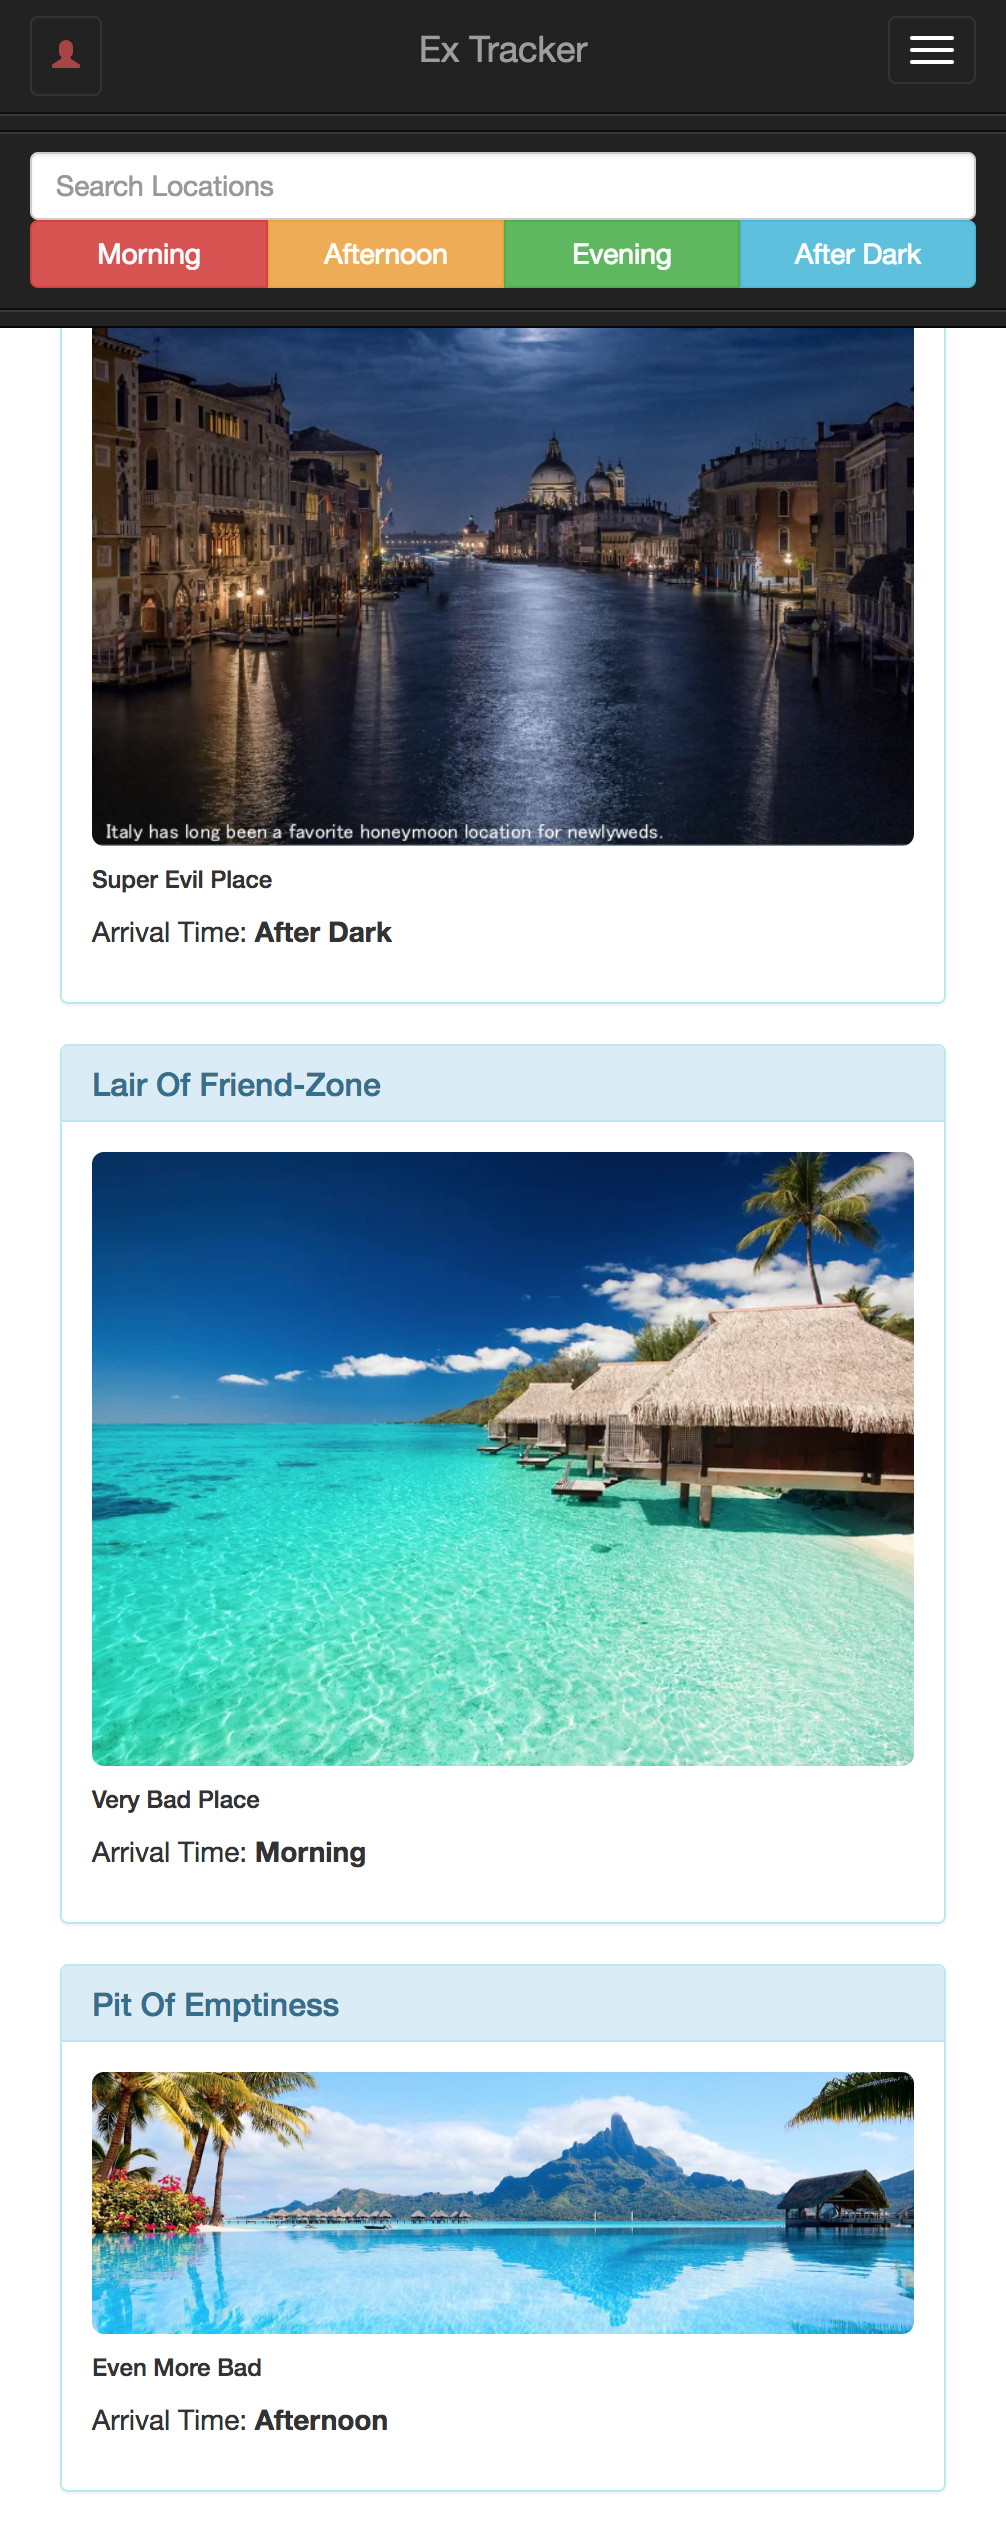 Ex Tracker
Search Locations
Morning Afternoon Evening After Dark
Italy has long been a favorite honeymoon location for newlyweds.
Super Evil Place
Arrival Time: After Dark
Lair Of Friend-Zone
Very Bad Place
Arrival Time: Morning
Pit Of Emptiness
Even More Bad
Arrival Time: Afternoon